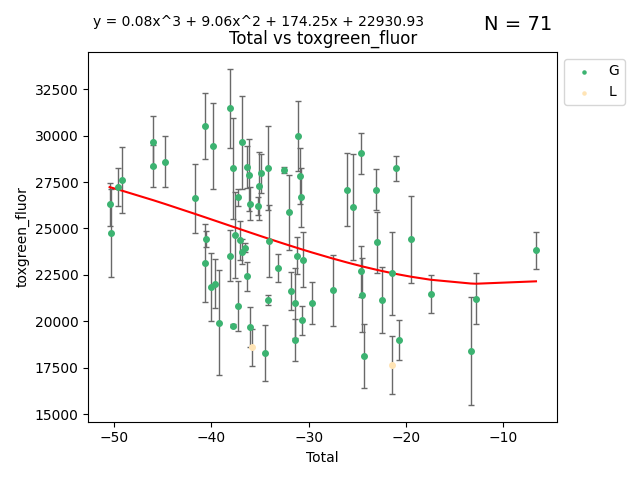 y = 0.08x^3 + 9.06x^2 + 174.25x + 22930.93
N = 71
Total vs toxgreen_fluor
G
L
toxgreen_fluor
32500
30000
27500
25000
22500
20000
17500
15000
−50
−40
−30
−20
−10
Total